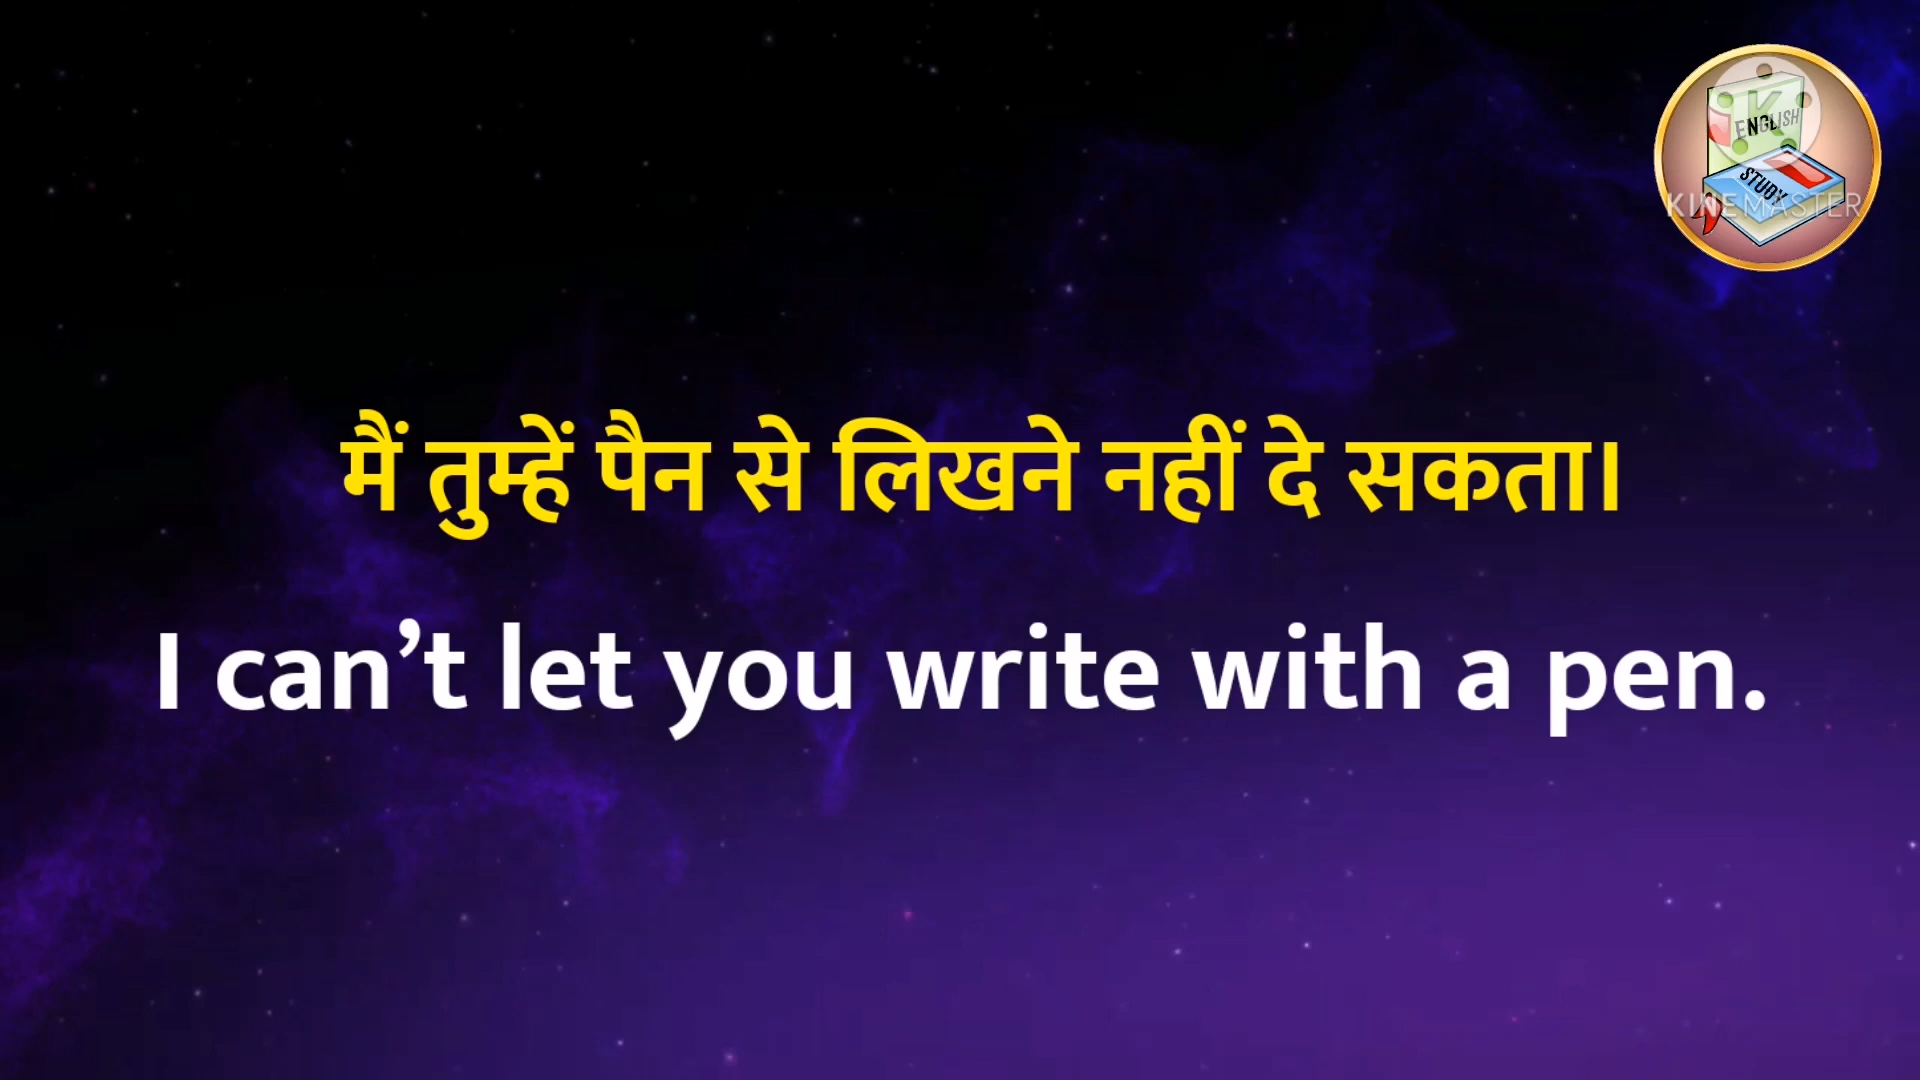 ENGLISH
STUDY
KINEMASTER
मैं तुम्हें पैन से लिखने नहीं दे सकता।
I can’t let you write with a pen.